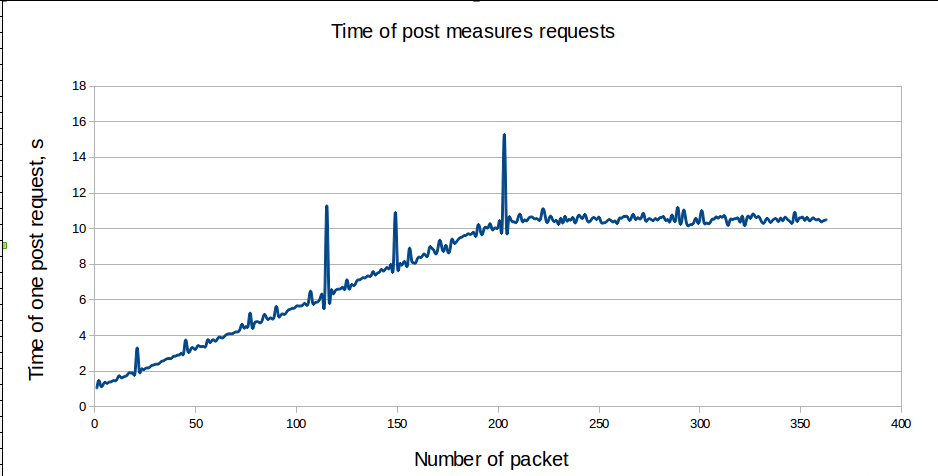 Time of post measures requests
Time of one post request, s
18
16
14
12
10
8
6
4
2
0
0 50 100 150 200 250 300 350 400
Number of packet